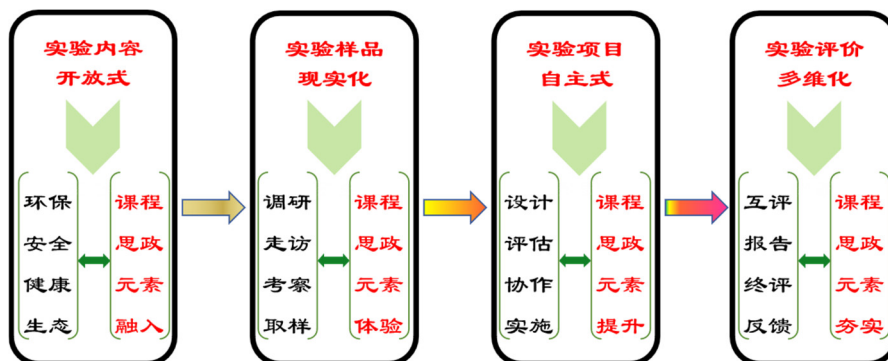 实验内容
开放式
环保
安全
健康
生态
课程
思政
元素
融入
实验样品
现实化
调研
走访
考察
取样
课程
思政
元素
体验
实验项目
自主式
设计
评估
协作
实施
课程
思政
元素
提升
实验评价
多维化
互评
报告
终评
反馈
课程
思政
元素
夯实